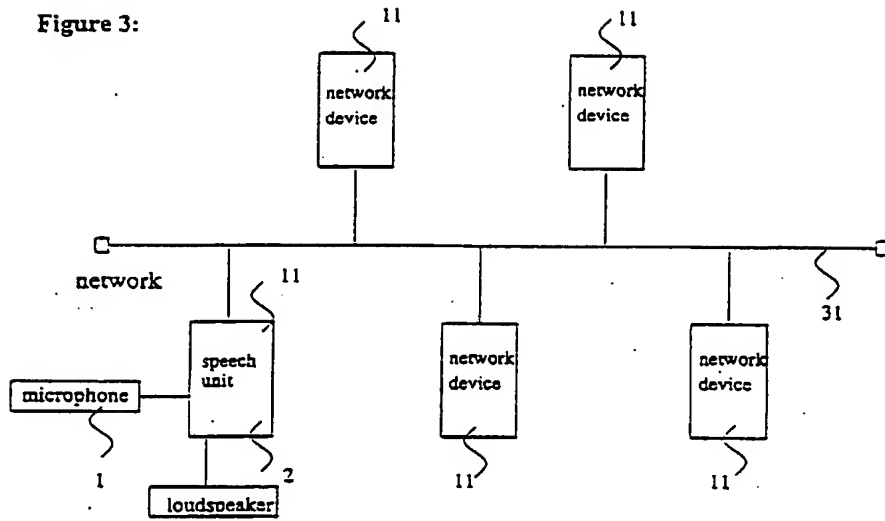 Figure 3:
11
11
network
device
network
device
network
11
31
speech
unit
network
device
network
device
microphone
1
2
11
11
loudspeaker